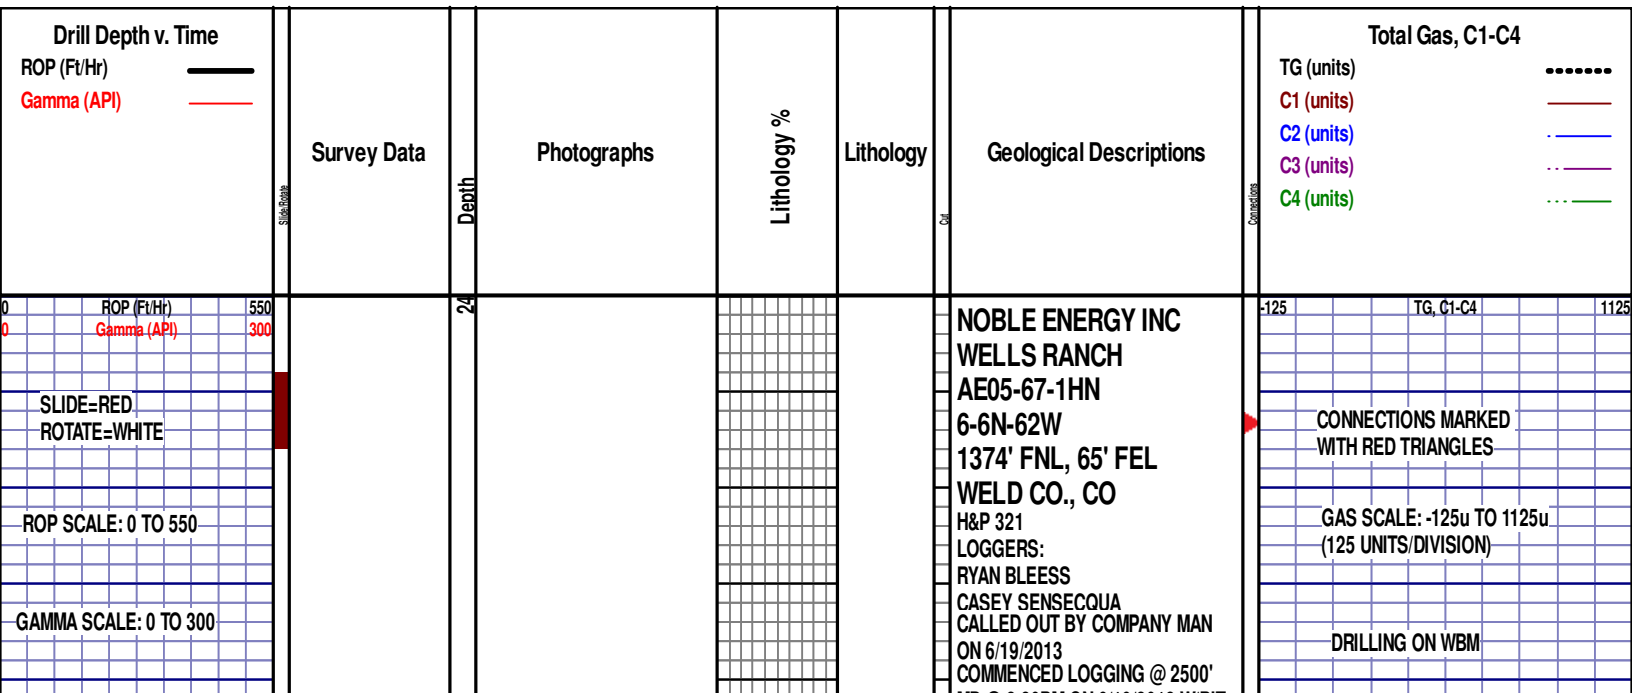 Drill Depth v. Time
ROP (Ft/Hr)
Gamma (API)
Slide/Rotate
Survey Data
Depth
Photographs
Lithology %
Lithology
Cut
Geological Descriptions
Connections
Total Gas, C1-C4
TG (units)
C1 (units)
C2 (units)
C3 (units)
C4 (units)
0 ROP (Ft/Hr) 550
0 Gamma (API) 300
SLIDE=RED
ROTATE=WHITE
ROP SCALE: 0 TO 550
GAMMA SCALE: 0 TO 300
24
NOBLE ENERGY INC
WELLS RANCH
AE05-67-1HN
6-6N-62W
1374' FNL, 65' FEL
WELD CO., CO
H&P 321
LOGGERS:
RYAN BLEESS
CASEY SENSECQUA
CALLED OUT BY COMPANY MAN
ON 6/19/2013
COMMENCED LOGGING @ 2500'
-125 TG, C1-C4 1125
CONNECTIONS MARKED
WITH RED TRIANGLES
GAS SCALE: -125u TO 1125u
(125 UNITS/DIVISION)
DRILLING ON WBM